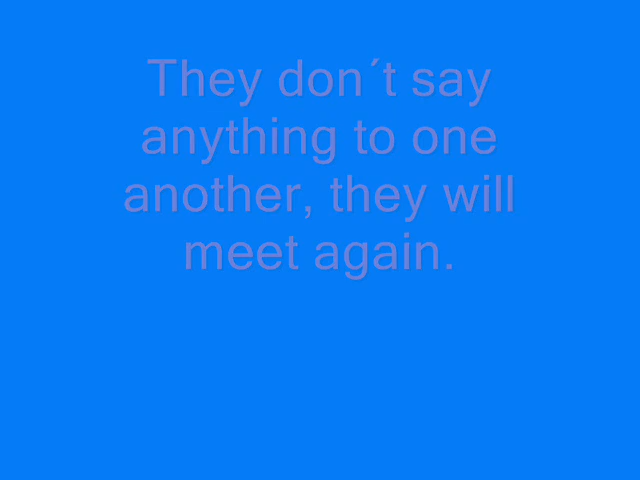 They don´t say
anything to one
another, they will
meet again.